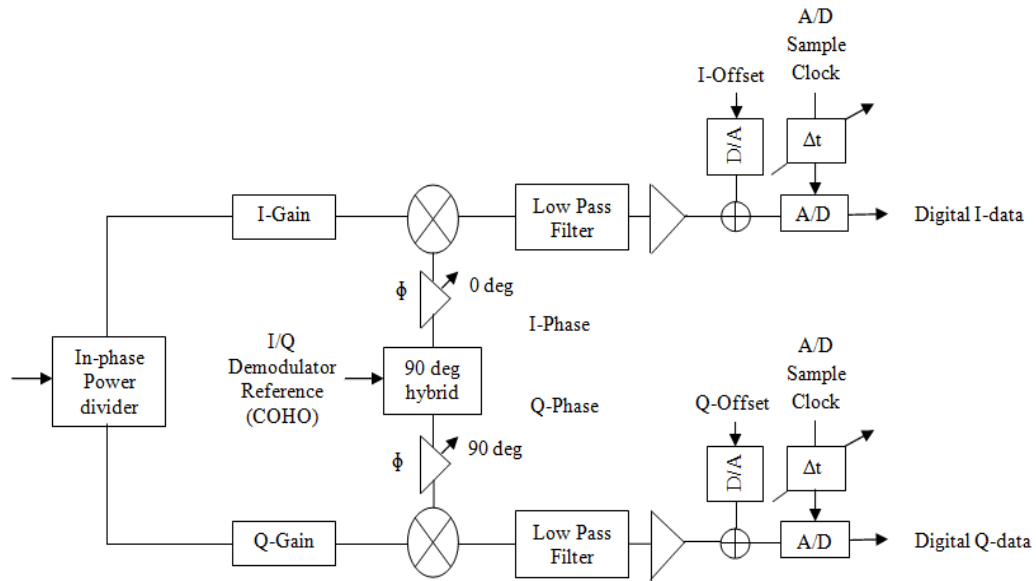 A/D
Sample
Clock
I-Offset
D/A
Δt
I-Gain
Low Pass
Filter
A/D
Digital I-data
Φ
0 deg
I-Phase
In-phase
Power
divider
I/Q
Demodulator
Reference
(COHO)
90 deg
hybrid
A/D
Sample
Clock
Q-Phase
Q-Offset
Φ
90 deg
D/A
Δt
Q-Gain
Low Pass
Filter
A/D
Digital Q-data